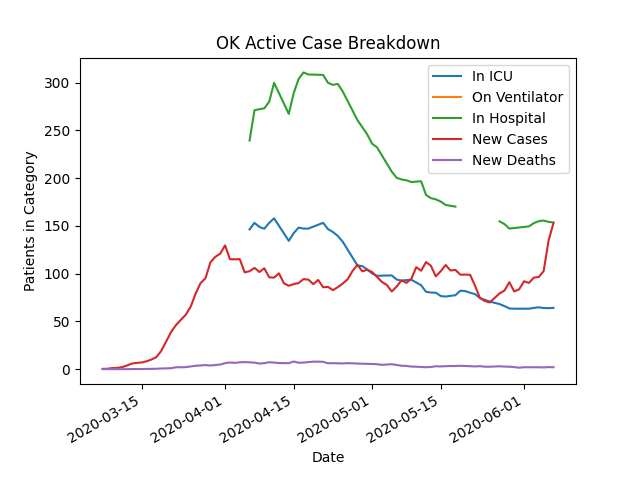 OK Active Case Breakdown
In ICU
On Ventilator
In Hospital
New Cases
New Deaths
Patients in Category
300
250
200
150
100
50
0
2020-03-15
2020-04-01
2020-04-15
2020-05-01
2020-05-15
2020-06-01
Date